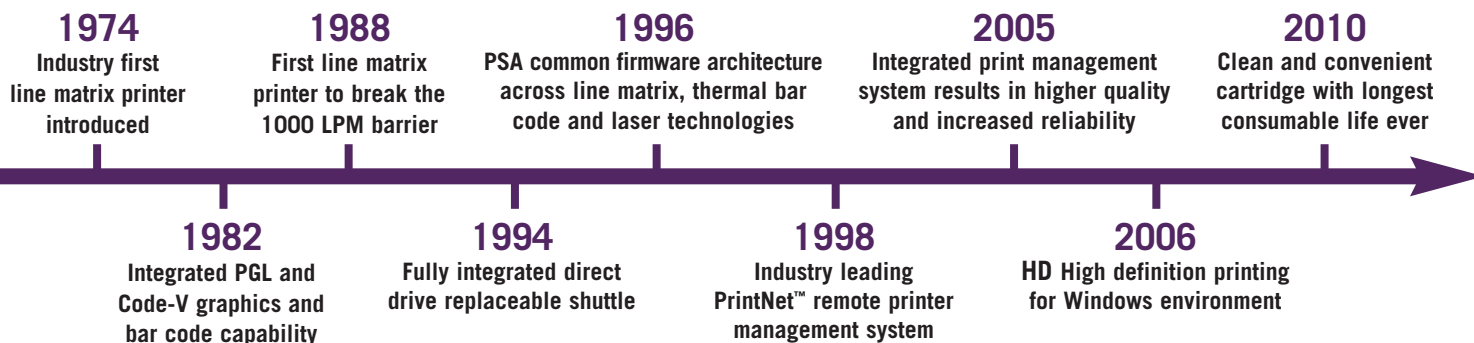 1974
Industry first
line matrix printer
introduced
1988
First line matrix
printer to break the
1000 LPM barrier
1996
PSA common firmware architecture
across line matrix, thermal bar
code and laser technologies
2005
Integrated print management
system results in higher quality
and increased reliability
2010
Clean and convenient
cartridge with longest
consumable life ever
1982
Integrated PGL and
Code-V graphics and
bar code capability
1994
Fully integrated direct
drive replaceable shuttle
1998
Industry leading
PrintNet™ remote printer
management system
2006
HD High definition printing
for Windows environment